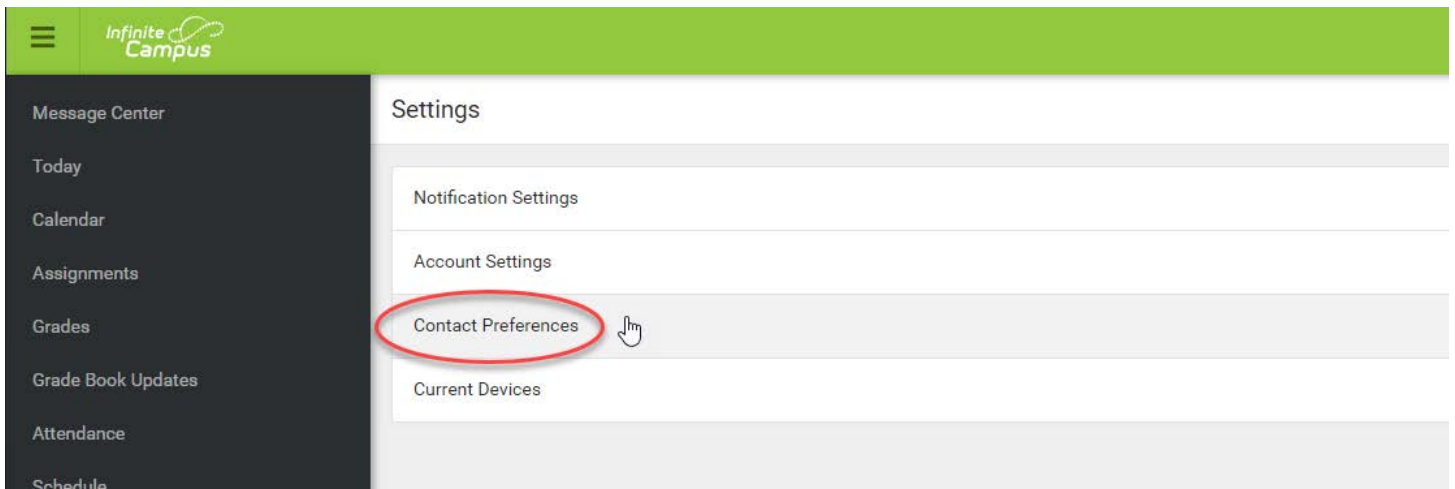 Infinite
Campus
Settings
Message Center
Today
Calendar
Assignments
Grades
Grade Book Updates
Attendance
Schedule
Notification Settings
Account Settings
Contact Preferences
Current Devices